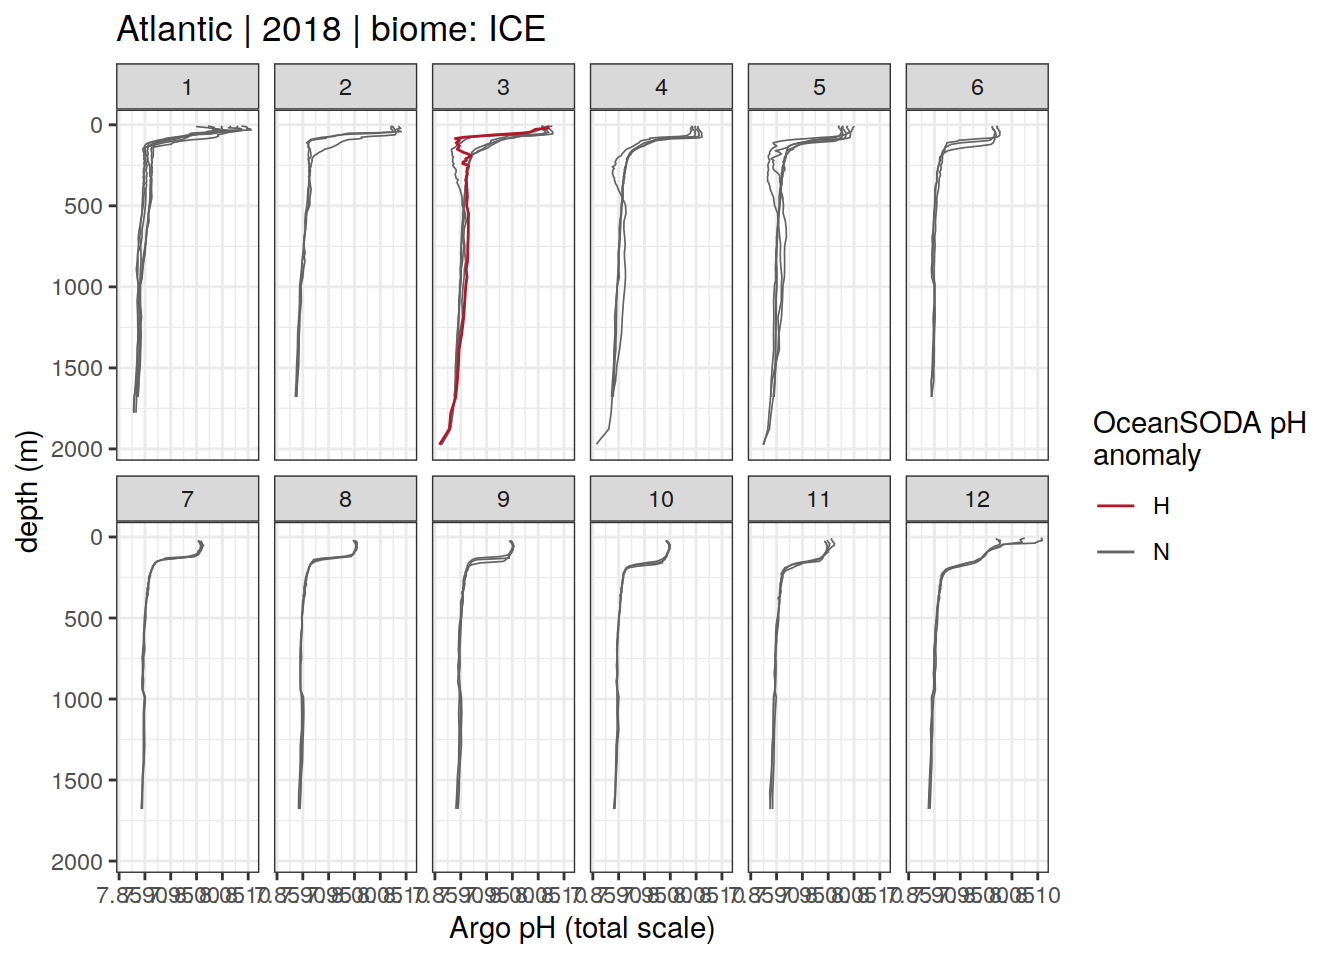 Atlantic | 2018 | biome: ICE
1 2 3 4 5 6
0
500
1000
1500
2000
depth (m)
7 8 9 10 11 12
0
500
1000
1500
2000
Argo pH (total scale)
OceanSODA pH
anomaly
H
N